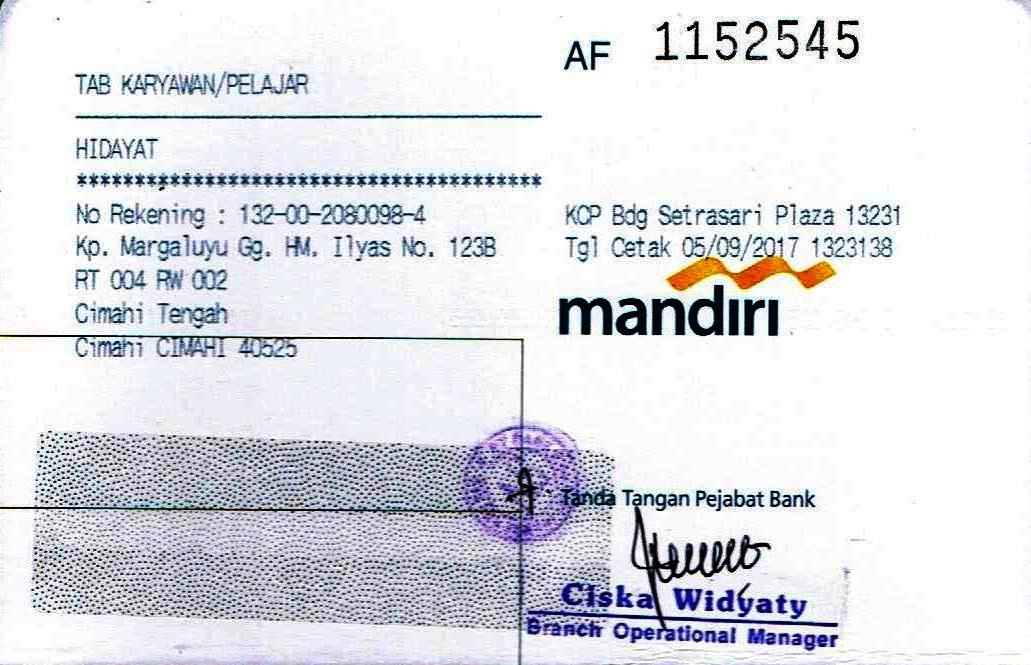 AF 1152545
TAB KARYAWAN/PELAJAR
HIDAYAT
*****************************************
No Rekening : 132-00-2080098-4
Kp. Margaluyu Gg. HM. Ilyas No. 123B
RT 004 RW 002
Cimahi Tengah
Cimahi CIMAHI 40525
KCP Bdg Setrasari Plaza 13231
Tgl Cetak 05/09/2017 1323138
mandiri
Tanda Tangan Pejabat Bank
Ciska Widyaty
Branch Operational Manager